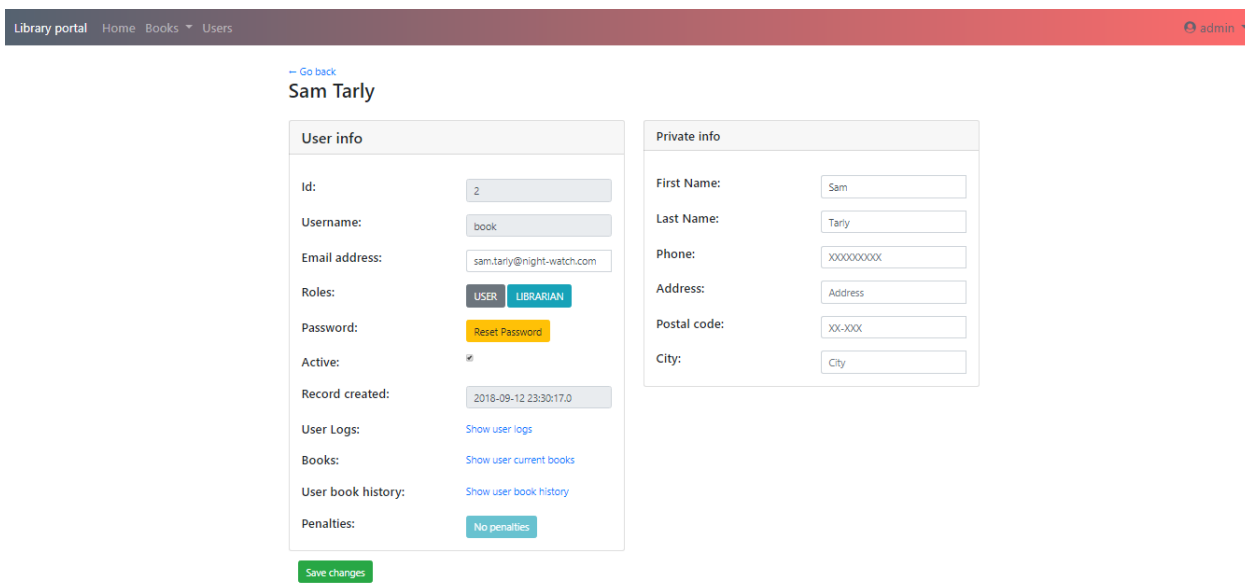 Library portal Home Books Users admin
← Go back
Sam Tarly
User info
Id: 2
Username: book
Email address: sam.tarly@night-watch.com
Roles: USER LIBRARIAN
Password: Reset Password
Active:
Record created: 2018-09-12 23:30:17.0
User Logs: Show user logs
Books: Show user current books
User book history: Show user book history
Penalties: No penalties
Save changes
Private info
First Name: Sam
Last Name: Tarly
Phone: XXXXXXXXX
Address: Address
Postal code: XX-XXX
City: City